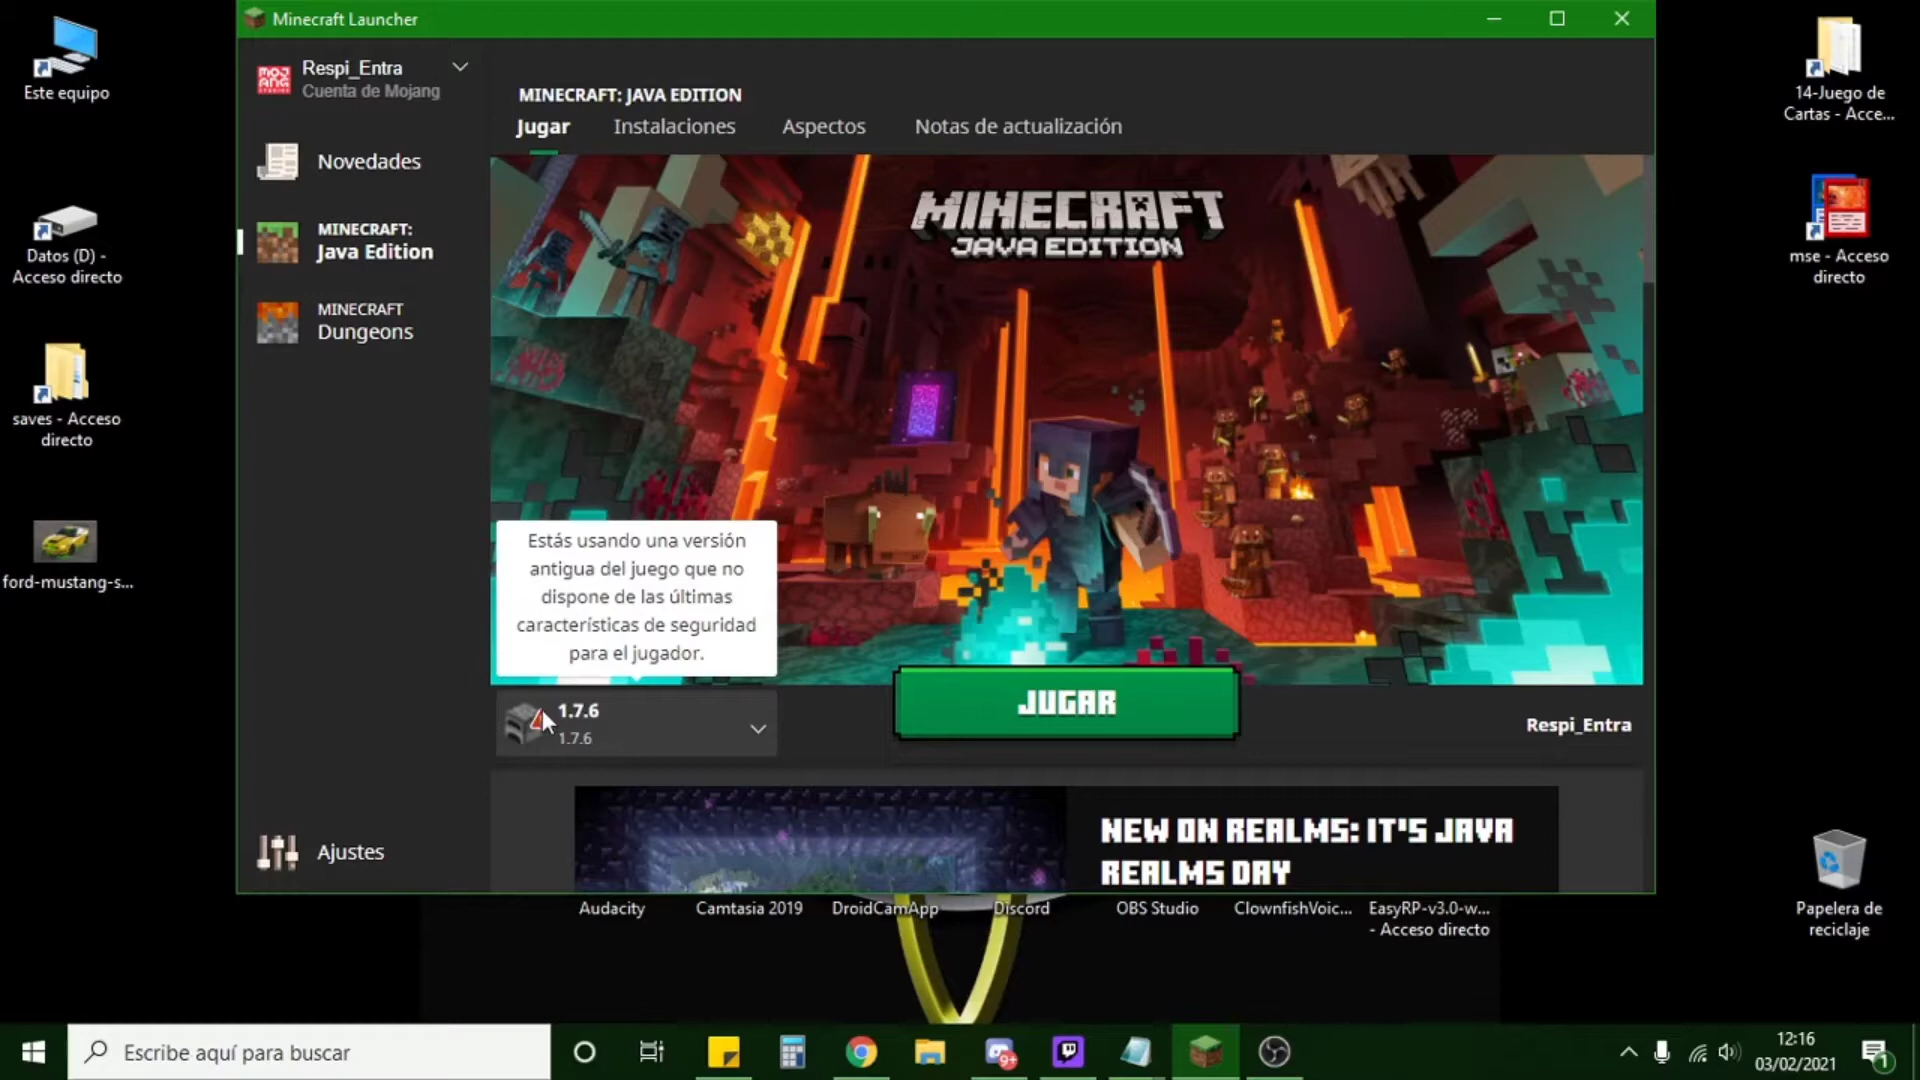 Minecraft Launcher
Este equipo
Datos (D) -
Acceso directo
saves - Acceso
directo
ford-mustang-s...
MOJANG STUDIOS
Respi_Entra
Cuenta de Mojang
Novedades
MINECRAFT:
Java Edition
MINECRAFT
Dungeons
Ajustes
MINECRAFT: JAVA EDITION
Jugar
Instalaciones
Aspectos
Notas de actualización
MINECRAFT
JAVA EDITION
Estás usando una versión
antigua del juego que no
dispone de las últimas
características de seguridad
para el jugador.
1.7.6
1.7.6
JUGAR
Respi_Entra
NEW ON REALMS: IT'S JAVA
REALMS DAY
14-Juego de
Cartas - Acce...
mse - Acceso
directo
Papelera de
reciclaje
Audacity
Camtasia 2019
DroidCamApp
Discord
OBS Studio
ClownfishVoic...
EasyRP-v3.0-w...
- Acceso directo
Escribe aquí para buscar
9+
12:16
03/02/2021
1